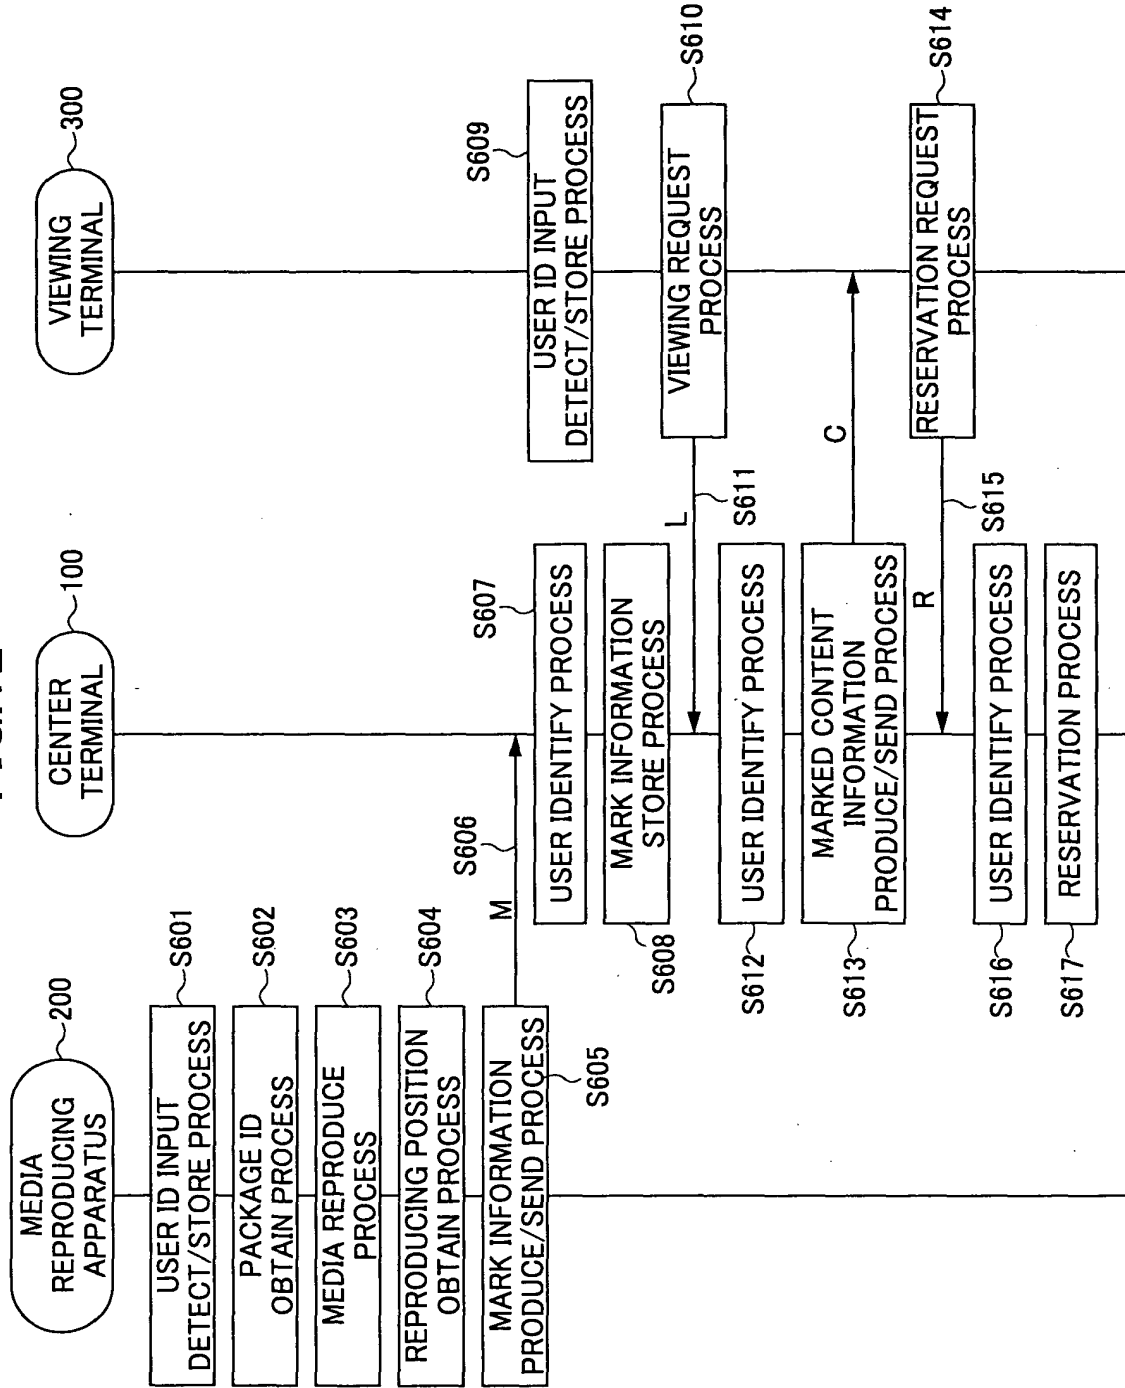 MEDIA
REPRODUCING
APPARATUS
200
CENTER
TERMINAL
100
VIEWING
TERMINAL
300
USER ID INPUT
DETECT/STORE PROCESS
S601
PACKAGE ID
OBTAIN PROCESS
S602
MEDIA REPRODUCE
PROCESS
S603
REPRODUCING POSITION
OBTAIN PROCESS
S604
MARK INFORMATION
PRODUCE/SEND PROCESS
S605
M
S606
USER IDENTIFY PROCESS
S607
MARK INFORMATION
STORE PROCESS
S608
USER ID INPUT
DETECT/STORE PROCESS
S609
VIEWING REQUEST
PROCESS
S610
L
S611
USER IDENTIFY PROCESS
S612
MARKED CONTENT
INFORMATION
PRODUCE/SEND PROCESS
S613
C
RESERVATION REQUEST
PROCESS
S614
R
S615
USER IDENTIFY PROCESS
S616
RESERVATION PROCESS
S617